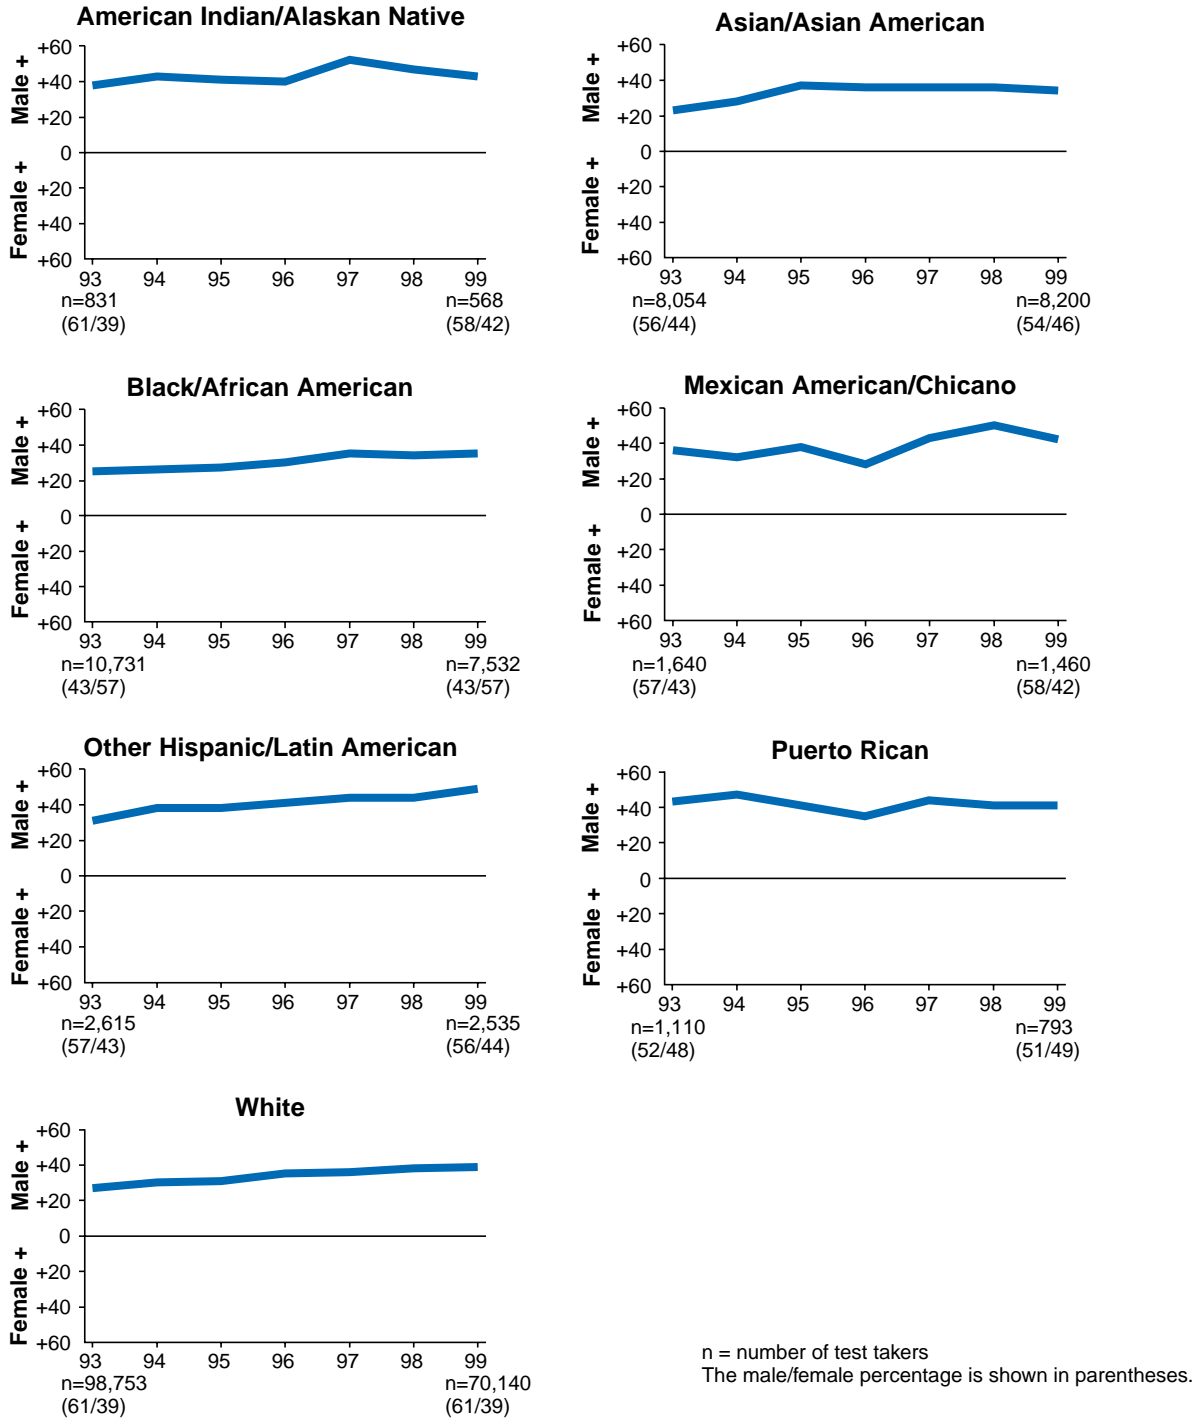 American Indian/Alaskan Native
Male +
Female +
+60
+40
+20
0
+20
+40
+60
93 94 95 96 97 98 99
n=831 n=568
(61/39) (58/42)
Asian/Asian American
Male +
Female +
+60
+40
+20
0
+20
+40
+60
93 94 95 96 97 98 99
n=8,054 n=8,200
(56/44) (54/46)
Black/African American
Male +
Female +
+60
+40
+20
0
+20
+40
+60
93 94 95 96 97 98 99
n=10,731 n=7,532
(43/57) (43/57)
Mexican American/Chicano
Male +
Female +
+60
+40
+20
0
+20
+40
+60
93 94 95 96 97 98 99
n=1,640 n=1,460
(57/43) (58/42)
Other Hispanic/Latin American
Male +
Female +
+60
+40
+20
0
+20
+40
+60
93 94 95 96 97 98 99
n=2,615 n=2,535
(57/43) (56/44)
Puerto Rican
Male +
Female +
+60
+40
+20
0
+20
+40
+60
93 94 95 96 97 98 99
n=1,110 n=793
(52/48) (51/49)
White
Male +
Female +
+60
+40
+20
0
+20
+40
+60
93 94 95 96 97 98 99
n=98,753 n=70,140
(61/39) (61/39)
n = number of test takers
The male/female percentage is shown in parentheses.